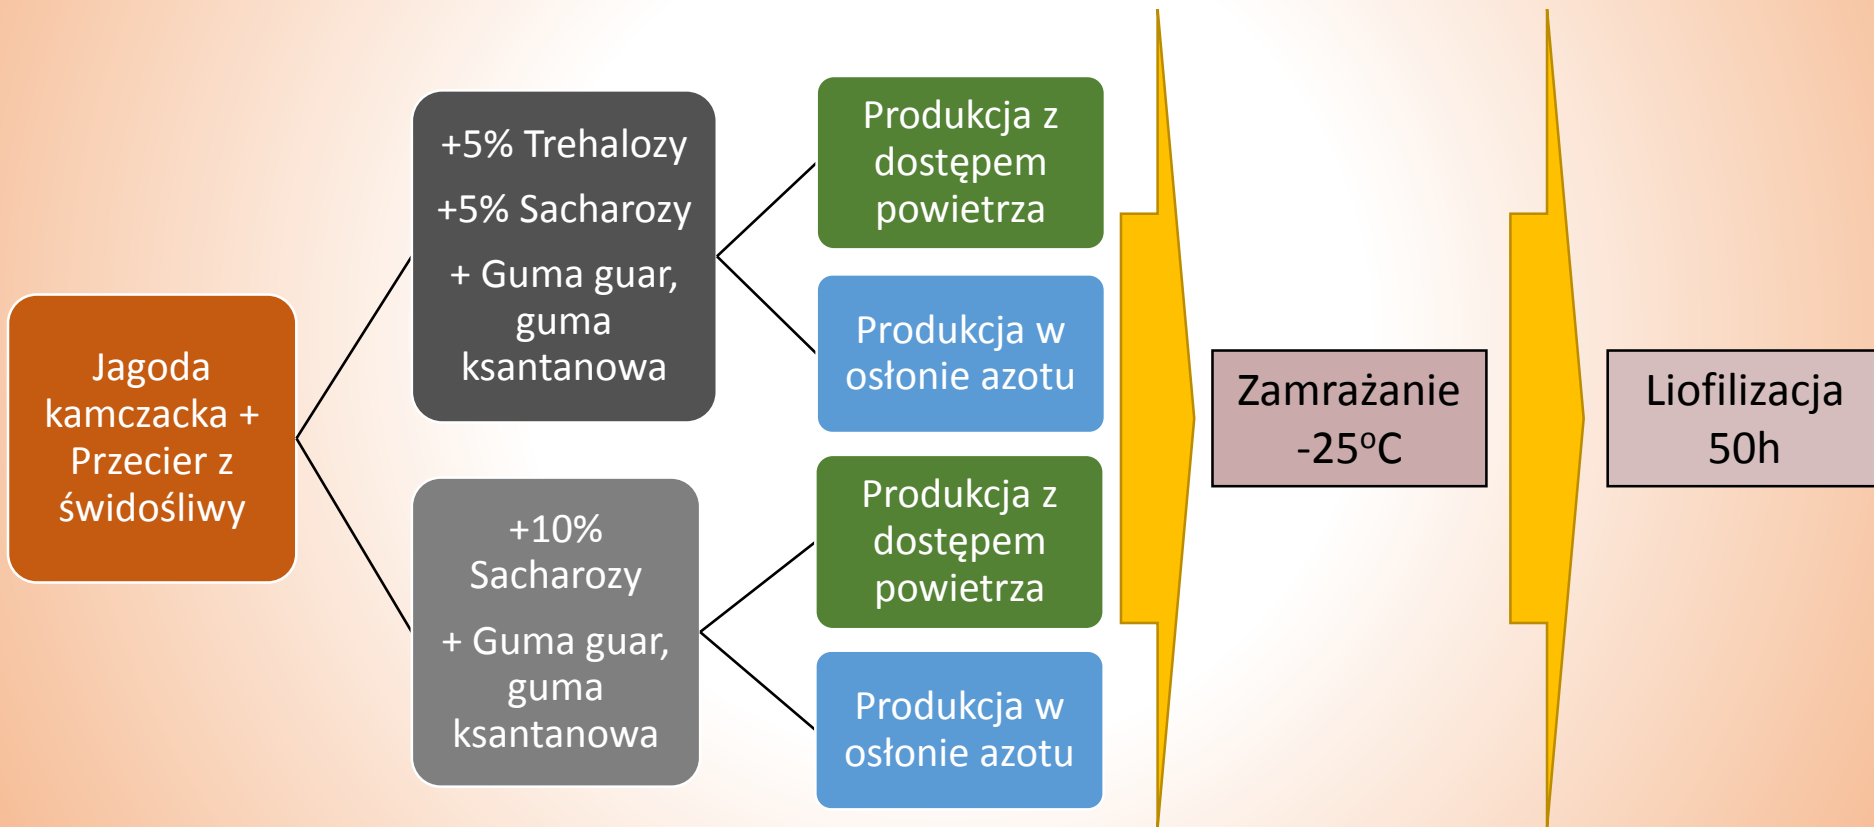 Jagoda
kamczacka +
Przecier z
świdośliwy
+5% Trehalozy
+5% Sacharozy
+ Guma guar,
guma
ksantanowa
+10%
Sacharozy
+ Guma guar,
guma
ksantanowa
Produkcja z
dostępem
powietrza
Produkcja w
osłonie azotu
Produkcja z
dostępem
powietrza
Produkcja w
osłonie azotu
Zamrażanie
-25°C
Liofilizacja
50h